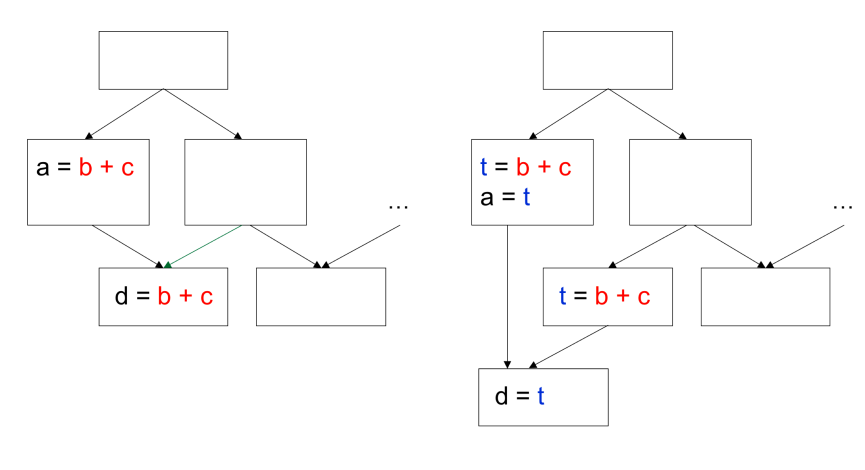 a = b + c
...
d = b + c
t = b + c
a = t
...
t = b + c
d = t